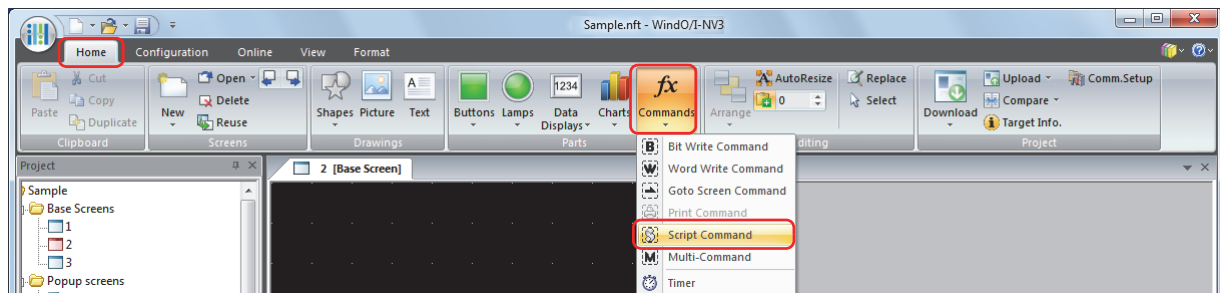 Sample.nft - WindO/I-NV3
Home Configuration Online View Format
Cut
Copy
Duplicate
Paste
Clipboard
New
Open
Delete
Reuse
Screens
Shapes Picture Text
Drawings
Buttons Lamps Data Displays Charts Commands
1234
A
fx
Parts
Arrange
AutoResize
0
Replace
Select
diting
Download
Upload
Compare
Target Info.
Comm.Setup
Project
Project
2 [Base Screen]
Sample
Base Screens
1
2
3
Popup screens
B Bit Write Command
W Word Write Command
Goto Screen Command
Print Command
S Script Command
M Multi-Command
Timer